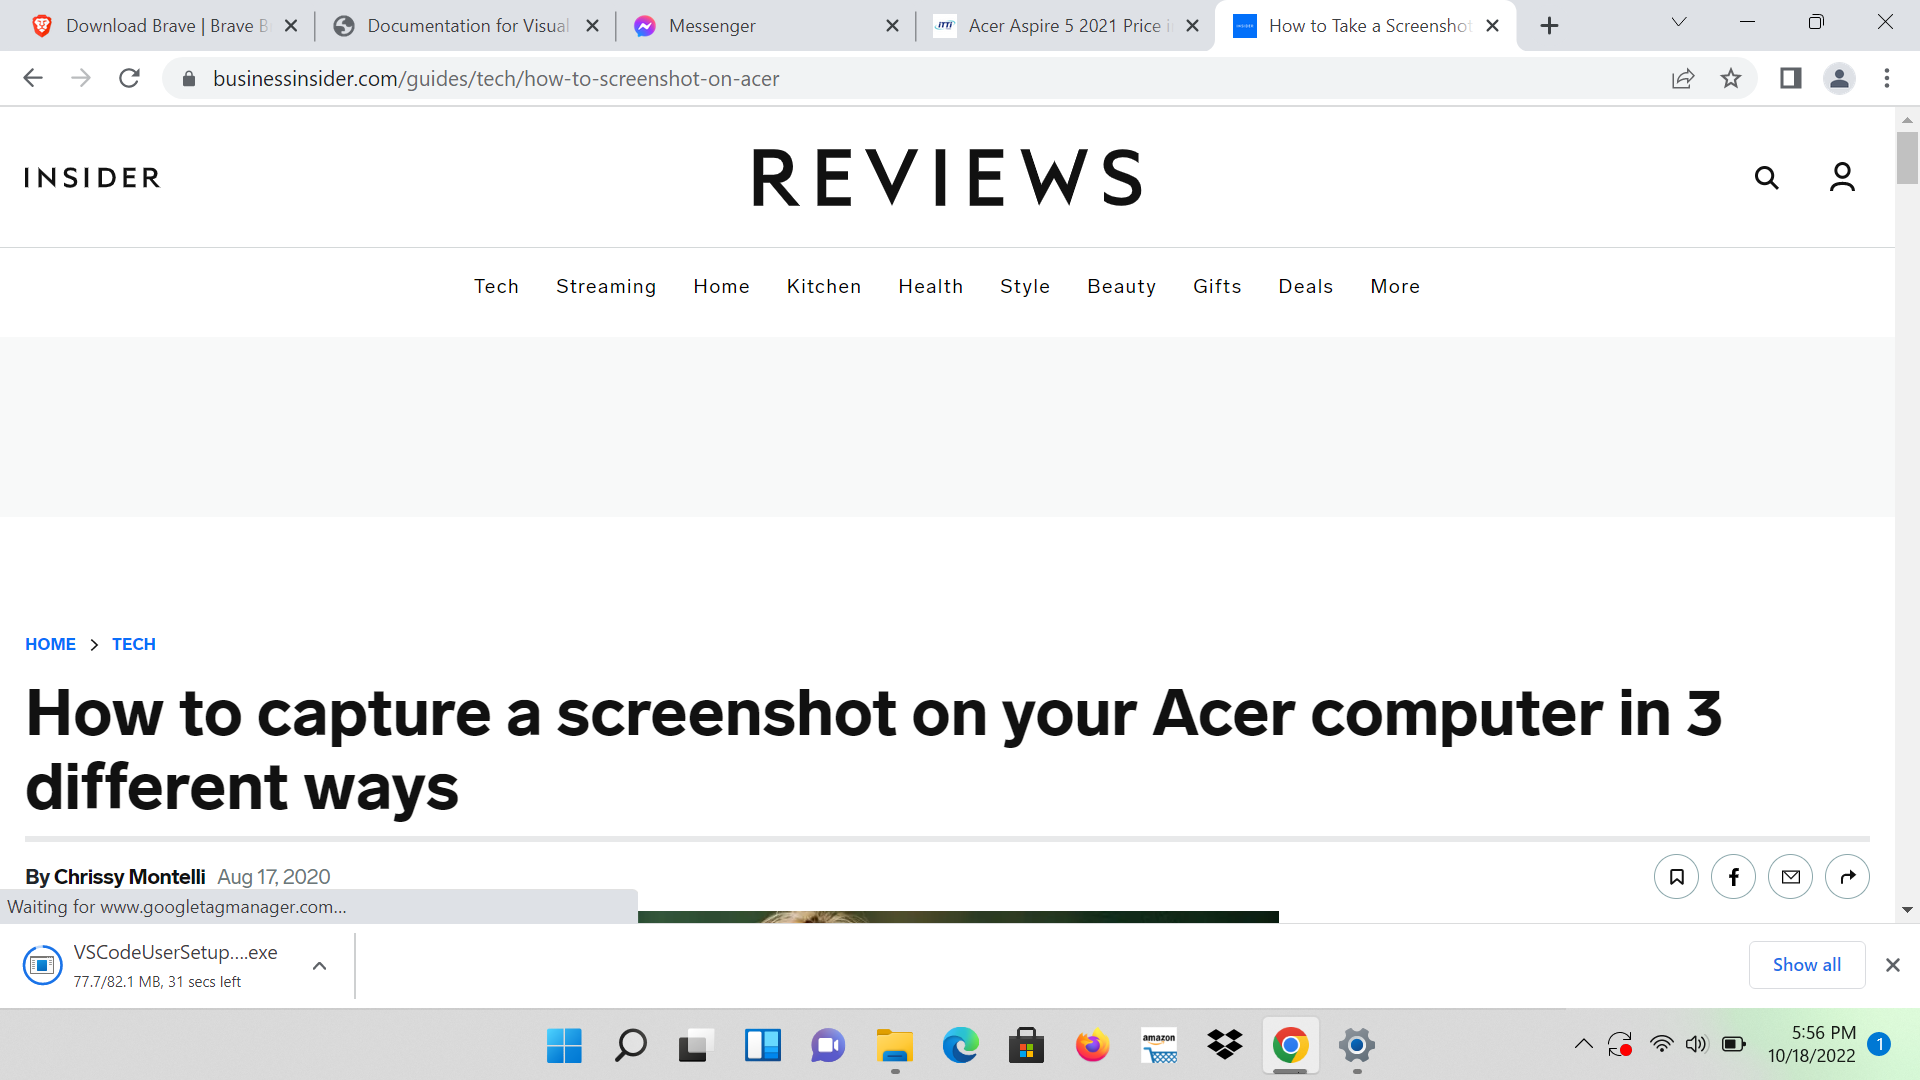 Download Brave | Brave B
Documentation for Visual
Messenger
Acer Aspire 5 2021 Price i
How to Take a Screenshot
businessinsider.com/guides/tech/how-to-screenshot-on-acer
INSIDER
REVIEWS
Tech Streaming Home Kitchen Health Style Beauty Gifts Deals More
HOME > TECH
How to capture a screenshot on your Acer computer in 3
different ways
By Chrissy Montelli Aug 17, 2020
Waiting for www.googletagmanager.com...
VSCodeUserSetup....exe
77.7/82.1 MB, 31 secs left
Show all
amazon
5:56 PM
10/18/2022
1